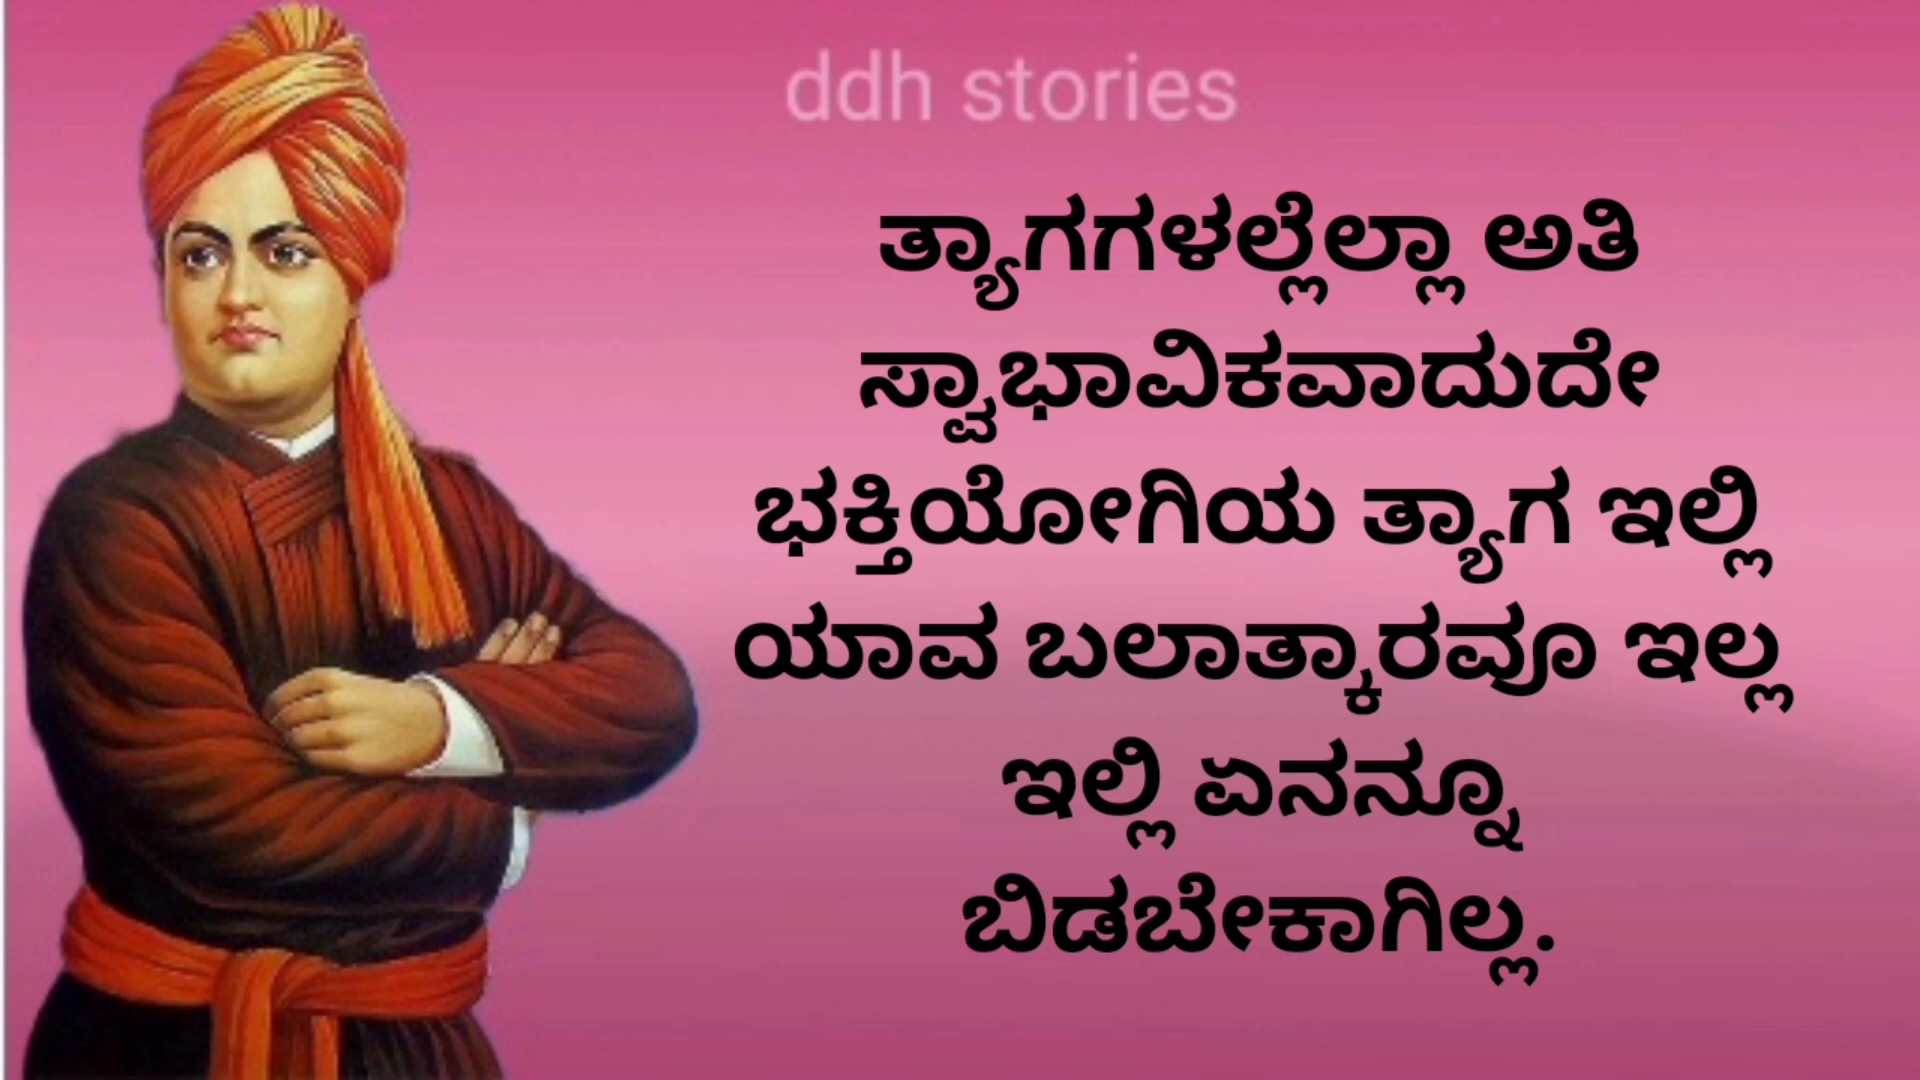 ddh stories
ತ್ಯಾಗಗಳಲ್ಲೆಲ್ಲಾ ಅತಿ
ಸ್ವಾಭಾವಿಕವಾದುದೇ
ಭಕ್ತಿಯೋಗಿಯ ತ್ಯಾಗ ಇಲ್ಲಿ
ಯಾವ ಬಲಾತ್ಕಾರವೂ ಇಲ್ಲ
ಇಲ್ಲಿ ಏನನ್ನೂ
ಬಿಡಬೇಕಾಗಿಲ್ಲ.